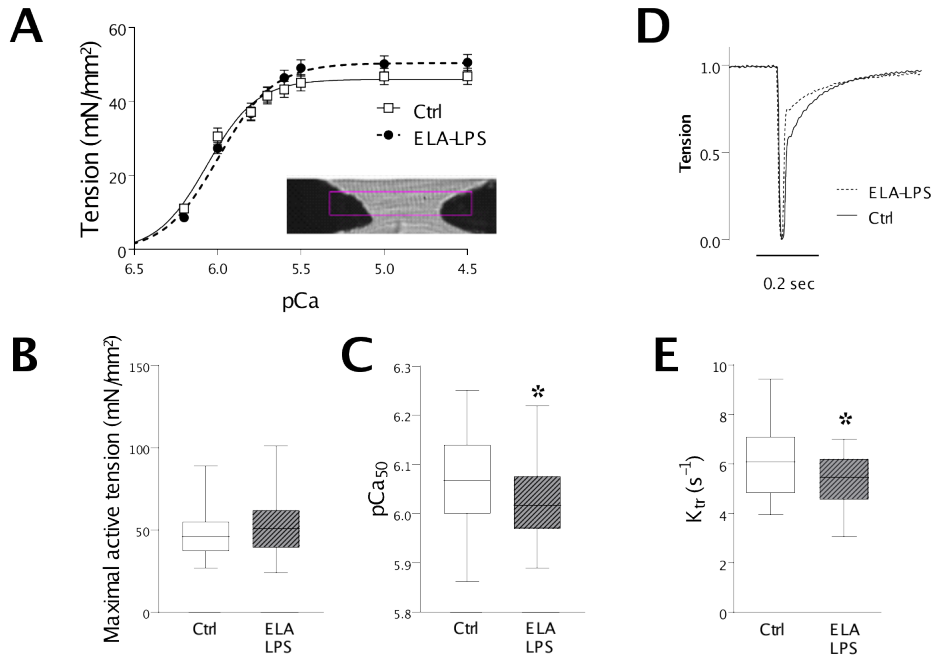 A
Tension (mN/mm²)
60
40
20
0
6.5 6.0 5.5 5.0 4.5
pCa
Ctrl
ELA-LPS
D
Tension
1.0
0.5
0.0
ELA-LPS
Ctrl
0.2 sec
B
Maximal active tension (mN/mm²)
150
100
50
0
Ctrl
ELA
LPS
C
pCa50
6.3
6.2
6.1
6.0
5.9
5.8
*
Ctrl
ELA
LPS
E
Ktr (s⁻¹)
10
8
6
4
2
0
*
Ctrl
ELA
LPS